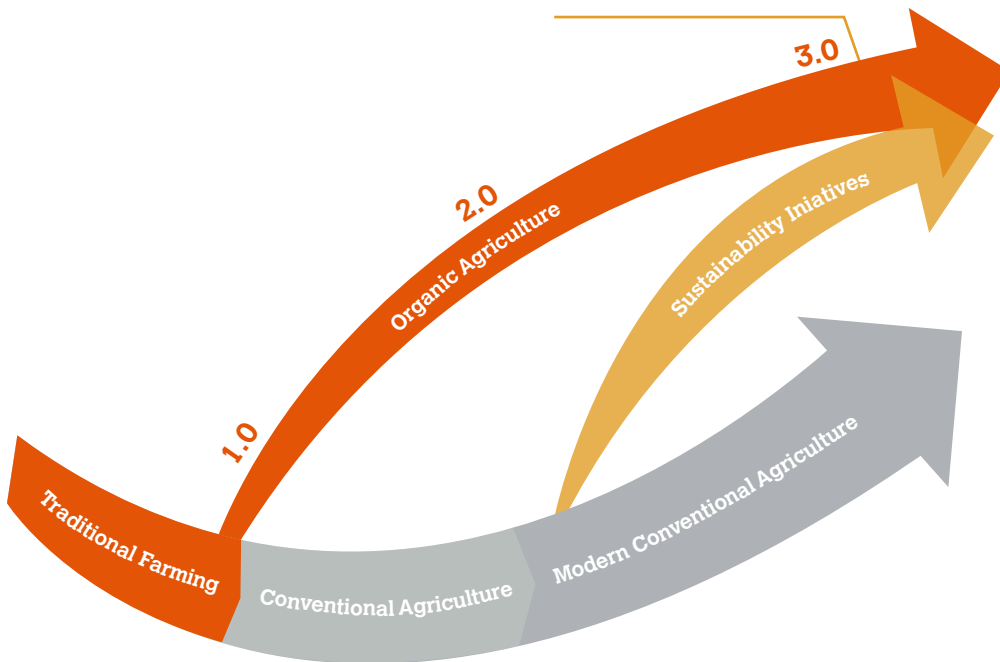 3.0
2.0
Organic Agriculture
Sustainability Iniatives
1.0
Traditional Farming
Conventional Agriculture
Modern Conventional Agriculture